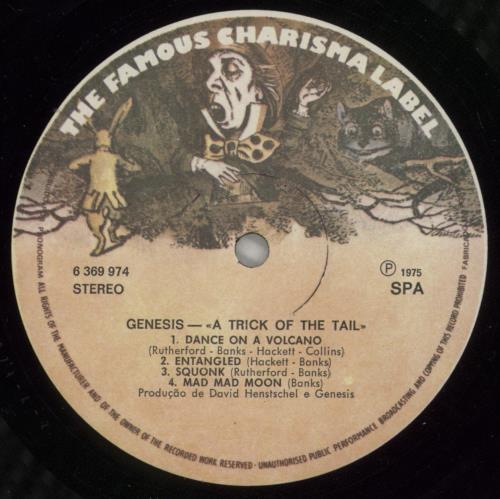 THE FAMOUS CHARISMA LABEL
6 369 974
STEREO
Ⓟ 1975
SPA
GENESIS — «A TRICK OF THE TAIL»
1. DANCE ON A VOLCANO
(Rutherford - Banks - Hackett - Collins)
2. ENTANGLED (Hackett - Banks)
3. SQUONK (Rutherford - Banks)
4. MAD MAD MOON (Banks)
Produção de David Henstschel e Genesis
PHONOGRAM ALL RIGHTS OF THE MANUFACTURER AND OF THE OWNER OF THE RECORDED WORK RESERVED · UNAUTHORISED PUBLIC PERFORMANCE BROADCASTING AND COPYING OF THIS RECORD PROHIBITED